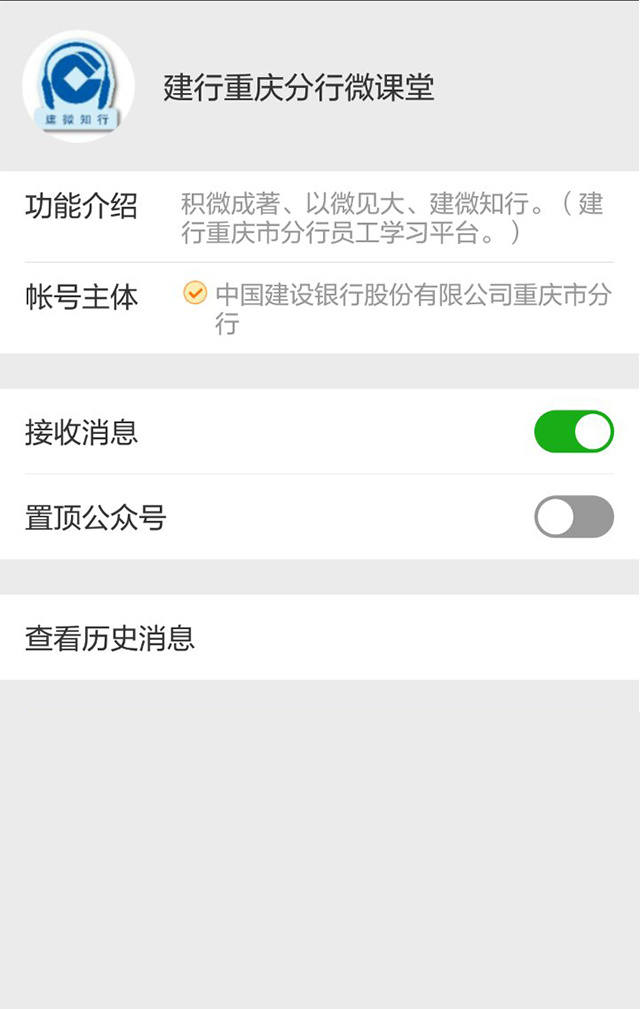 建微知行
建行重庆分行微课堂
功能介绍
积微成著、以微见大、建微知行。（建
行重庆市分行员工学习平台。）
帐号主体
中国建设银行股份有限公司重庆市分
行
接收消息
置顶公众号
查看历史消息